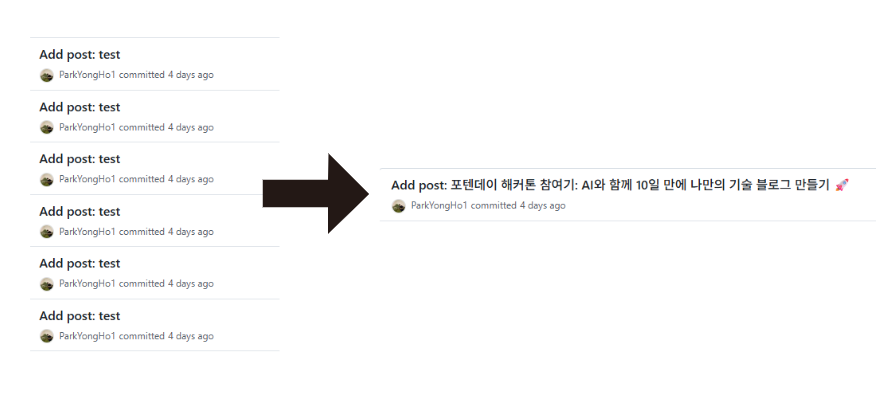 Add post: test
ParkYongHo1 committed 4 days ago
Add post: test
ParkYongHo1 committed 4 days ago
Add post: test
ParkYongHo1 committed 4 days ago
Add post: test
ParkYongHo1 committed 4 days ago
Add post: test
ParkYongHo1 committed 4 days ago
Add post: test
ParkYongHo1 committed 4 days ago
Add post: 포텐데이 해커톤 참여기: AI와 함께 10일 만에 나만의 기술 블로그 만들기 🚀
ParkYongHo1 committed 4 days ago